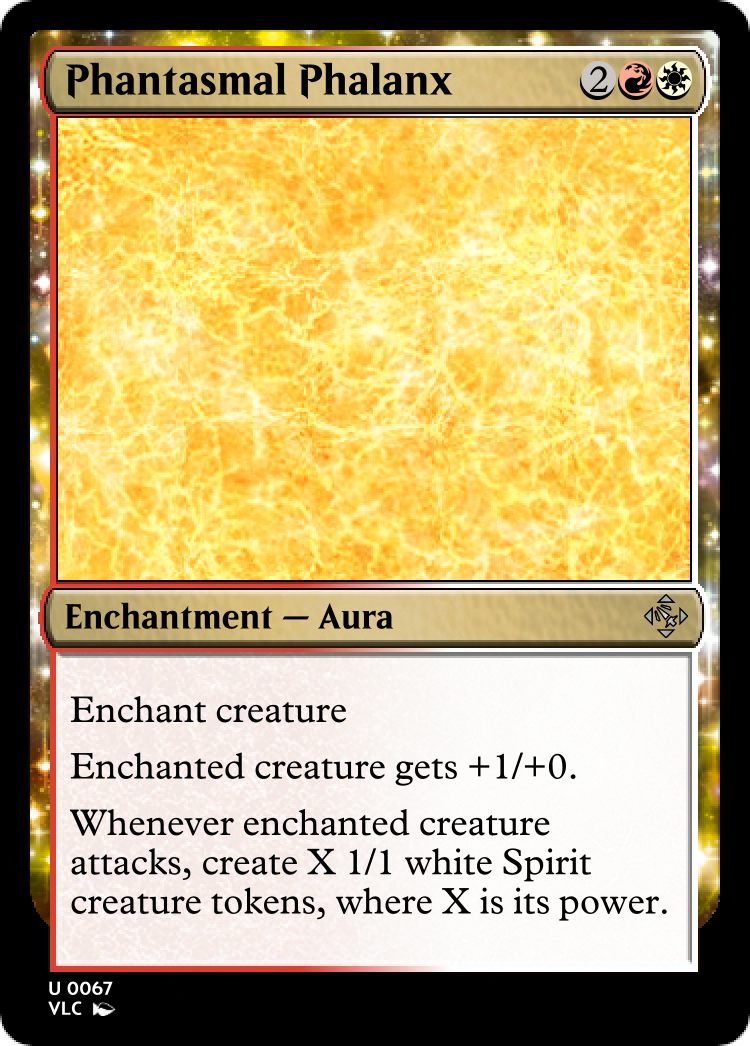 Phantasmal Phalanx 2
Enchantment — Aura
Enchant creature
Enchanted creature gets +1/+0.
Whenever enchanted creature
attacks, create X 1/1 white Spirit
creature tokens, where X is its power.
U 0067
VLC